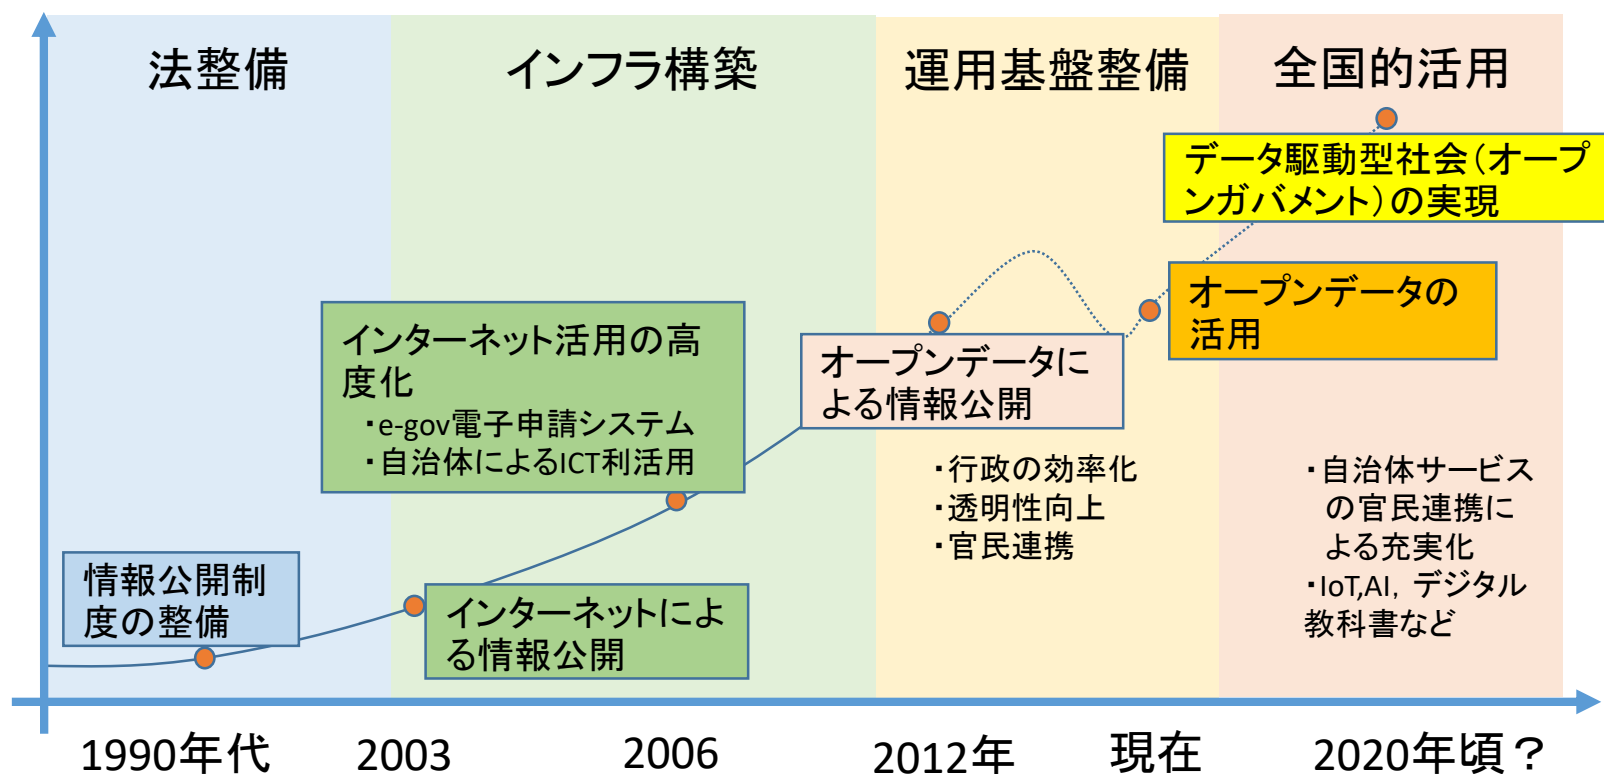 法整備
インフラ構築
運用基盤整備
全国的活用
データ駆動型社会（オープ
ンガバメント）の実現
オープンデータの
活用
インターネット活用の高
度化
・e-gov電子申請システム
・自治体によるICT利活用
オープンデータに
よる情報公開
・行政の効率化
・透明性向上
・官民連携
・自治体サービス
の官民連携に
よる充実化
・IoT,AI，デジタル
教科書など
情報公開制
度の整備
インターネットによ
る情報公開
1990年代
2003
2006
2012年
現在
2020年頃？